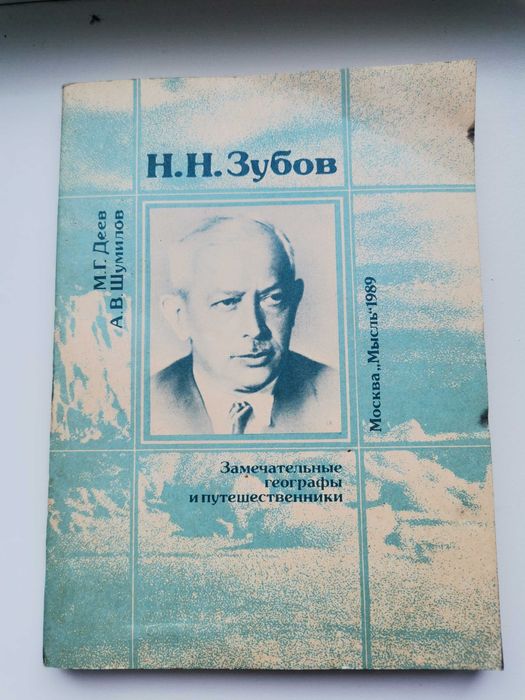 Н.Н.Зубов
М.Г. Деев
А.В. Шумилов
Москва „Мысль“ 1989
Замечательные
географы
и путешественники